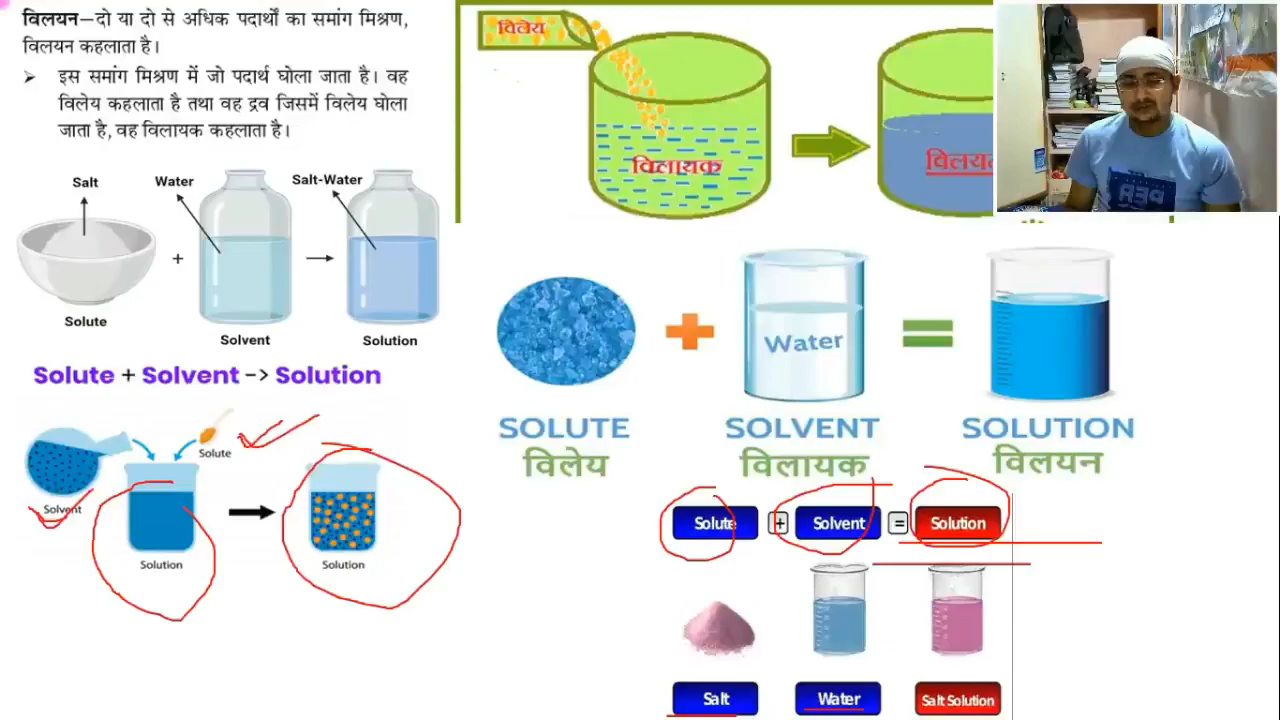 विलयन–दो या दो से अधिक पदार्थों का समांग मिश्रण,
विलयन कहलाता है।
➤ इस समांग मिश्रण में जो पदार्थ घोला जाता है। वह
विलेय कहलाता है तथा वह द्रव जिसमें विलेय घोला
जाता है, वह विलायक कहलाता है।
Salt
Water
Salt-Water
+
Solute
Solvent
Solution
Solute + Solvent -> Solution
Solute
Solvent
Solution
Solution
विलेय
विलायक
Water
SOLUTE
SOLVENT
SOLUTION
विलेय
विलायक
विलयन
Solute + Solvent = Solution
Salt
Water
Salt Solution